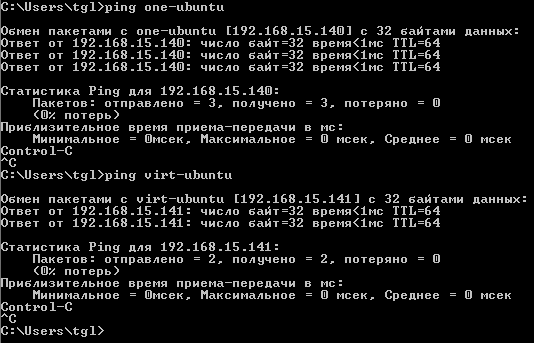 C:\Users\tgl>ping one-ubuntu
Обмен пакетами с one-ubuntu [192.168.15.140] с 32 байтами данных:
Ответ от 192.168.15.140: число байт=32 время<1мс TTL=64
Ответ от 192.168.15.140: число байт=32 время<1мс TTL=64
Ответ от 192.168.15.140: число байт=32 время<1мс TTL=64
Статистика Ping для 192.168.15.140:
Пакетов: отправлено = 3, получено = 3, потеряно = 0
(0% потерь)
Приблизительное время приема-передачи в мс:
Минимальное = 0мсек, Максимальное = 0 мсек, Среднее = 0 мсек
Control-C
^C
C:\Users\tgl>ping virt-ubuntu
Обмен пакетами с virt-ubuntu [192.168.15.141] с 32 байтами данных:
Ответ от 192.168.15.141: число байт=32 время<1мс TTL=64
Ответ от 192.168.15.141: число байт=32 время<1мс TTL=64
Статистика Ping для 192.168.15.141:
Пакетов: отправлено = 2, получено = 2, потеряно = 0
(0% потерь)
Приблизительное время приема-передачи в мс:
Минимальное = 0мсек, Максимальное = 0 мсек, Среднее = 0 мсек
Control-C
^C
C:\Users\tgl>